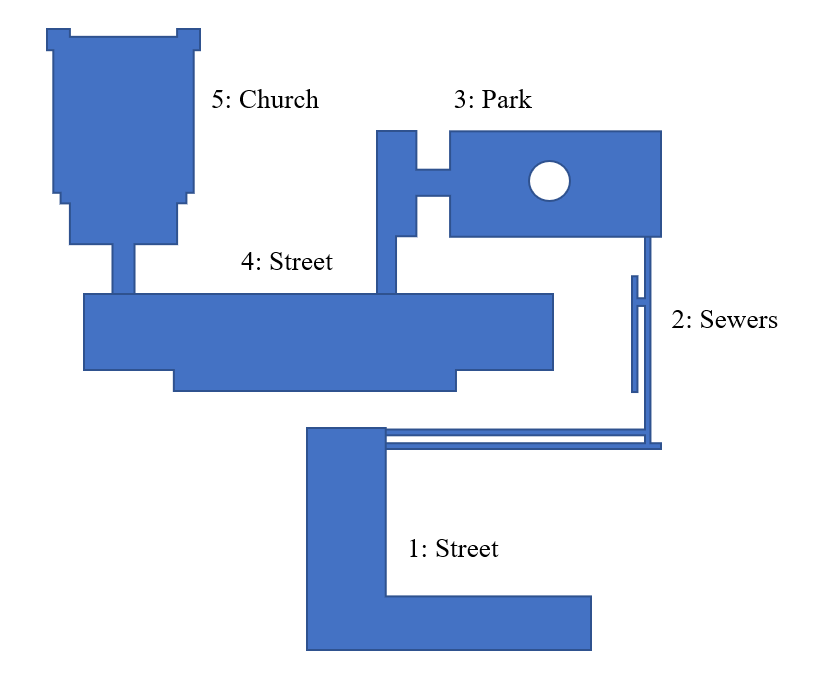 5: Church
3: Park
4: Street
2: Sewers
1: Street